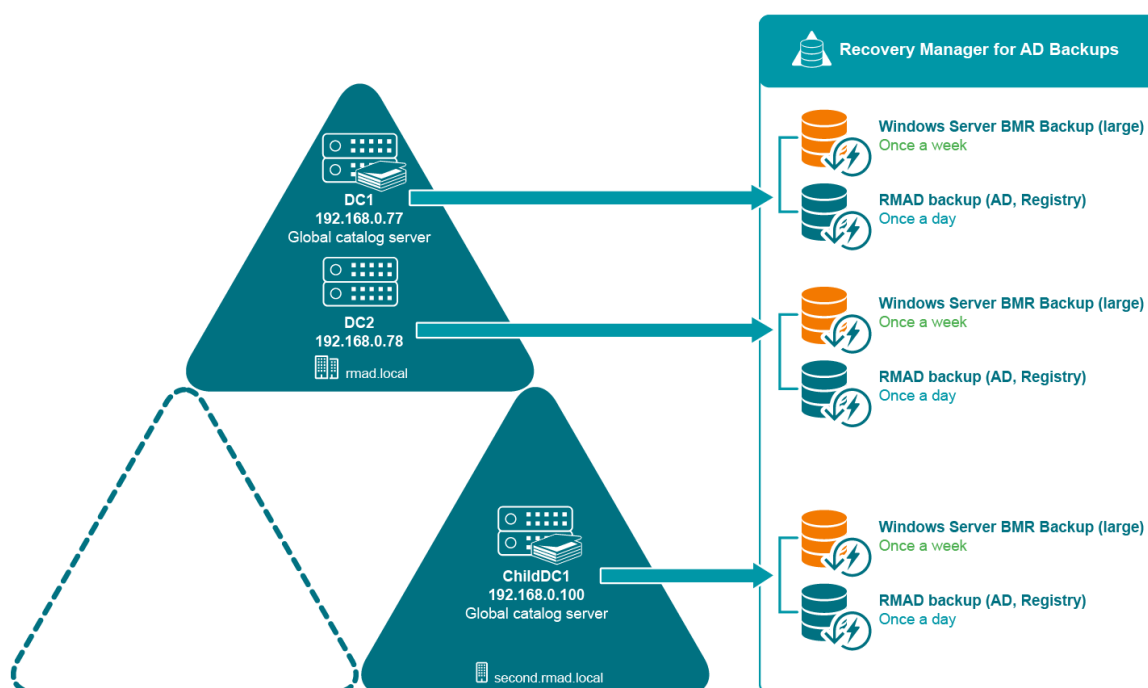 Recovery Manager for AD Backups
DC1
192.168.0.77
Global catalog server
Windows Server BMR Backup (large)
Once a week
RMAD backup (AD, Registry)
Once a day
DC2
192.168.0.78
rmad.local
Windows Server BMR Backup (large)
Once a week
RMAD backup (AD, Registry)
Once a day
ChildDC1
192.168.0.100
Global catalog server
second.rmad.local
Windows Server BMR Backup (large)
Once a week
RMAD backup (AD, Registry)
Once a day